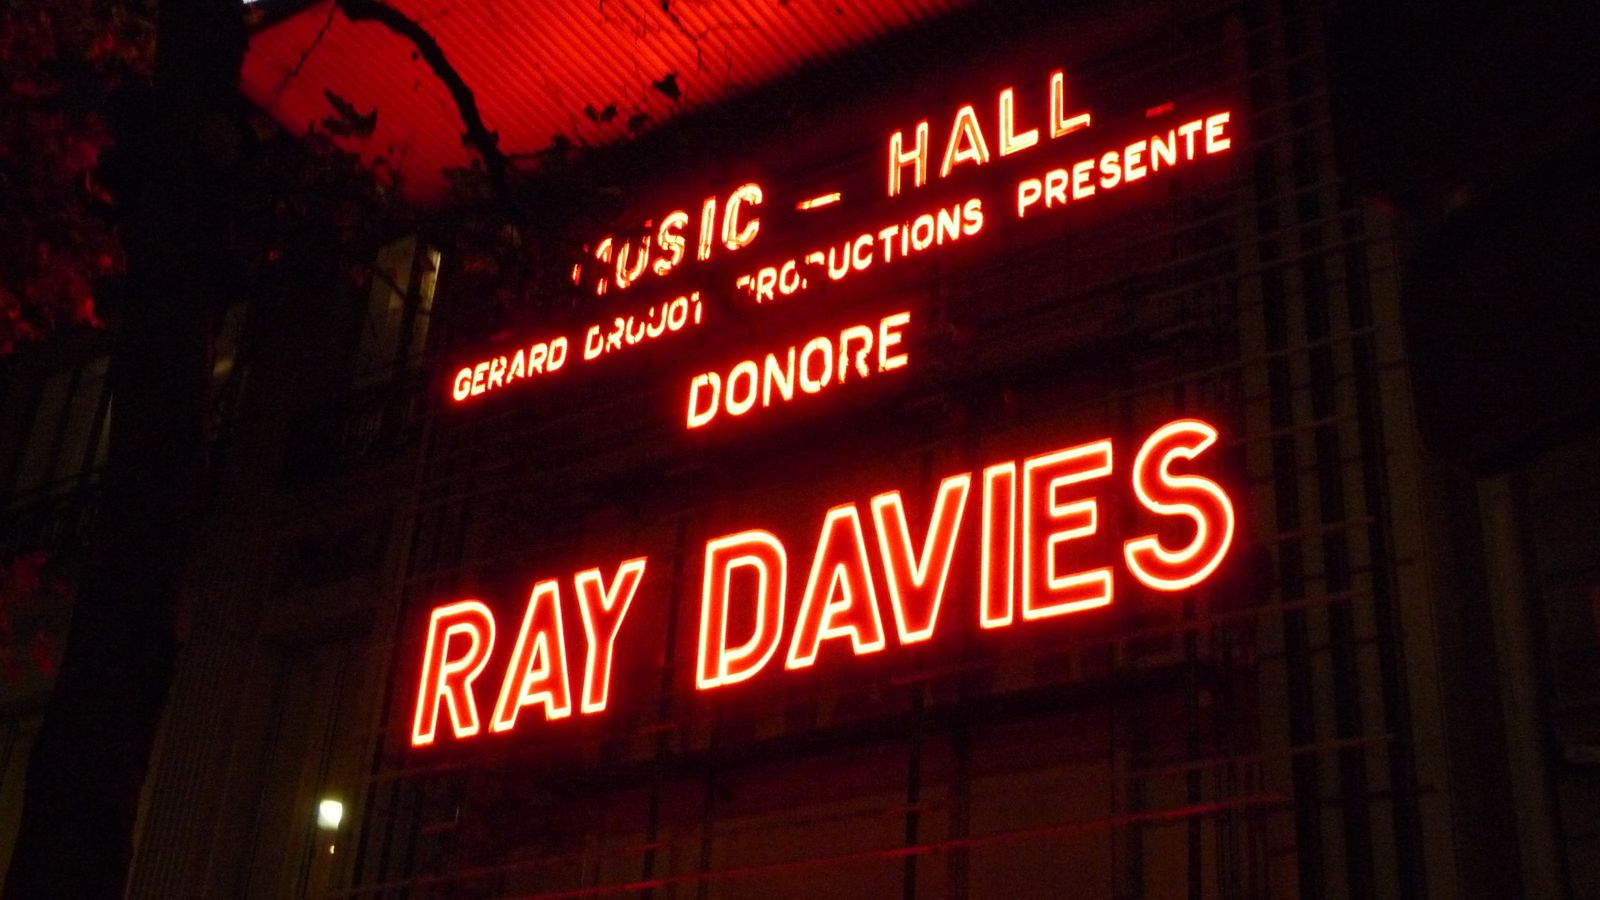 MUSIC - HALL
GERARD DROUOT PRODUCTIONS PRESENTE
DONORE
RAY DAVIES